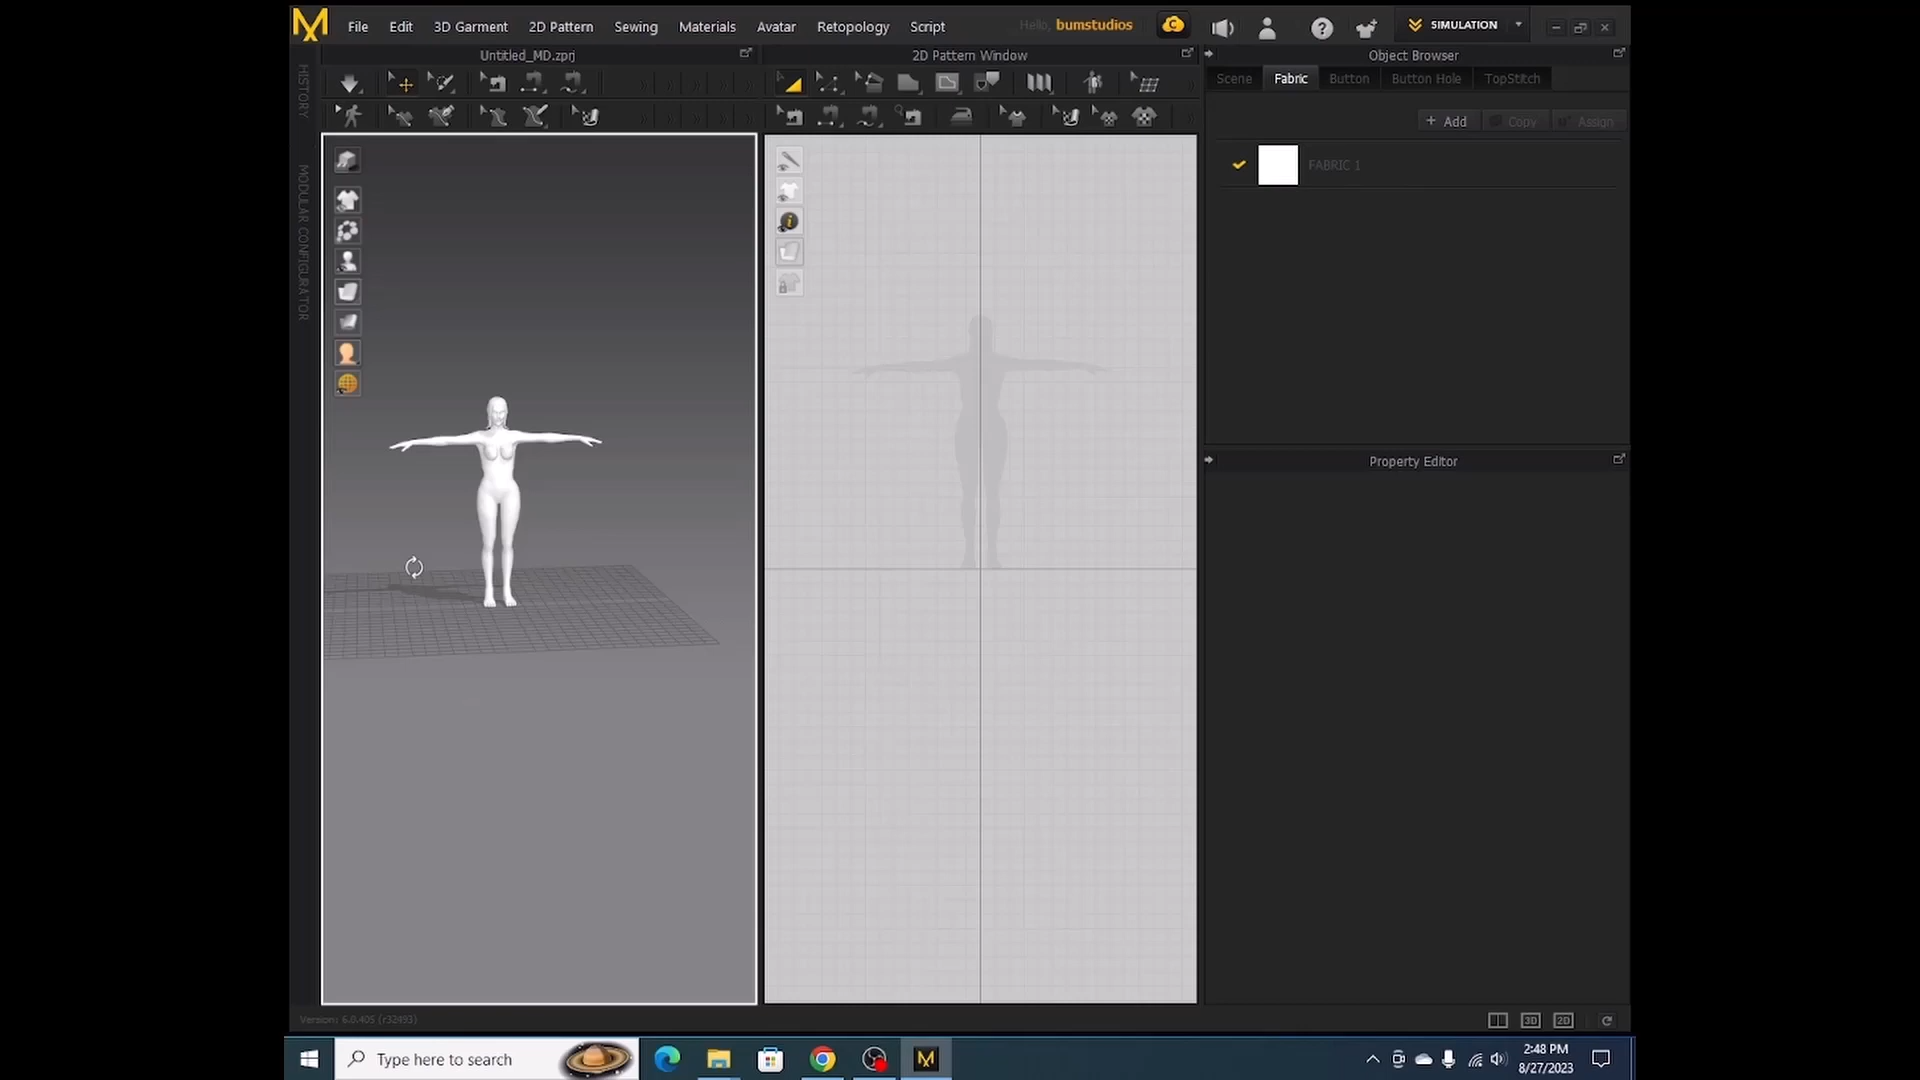 File Edit 3D Garment 2D Pattern Sewing Materials Avatar Retopology Script Hello, bumstudios SIMULATION
Untitled_MD.zprj
2D Pattern Window
Object Browser
HISTORY
MODULAR CONFIGURATOR
Scene Fabric Button Button Hole TopStitch
+ Add Copy Assign
FABRIC 1
Property Editor
Version: 6.0.405 (r32493)
3D 2D
Type here to search
2:48 PM
8/27/2023